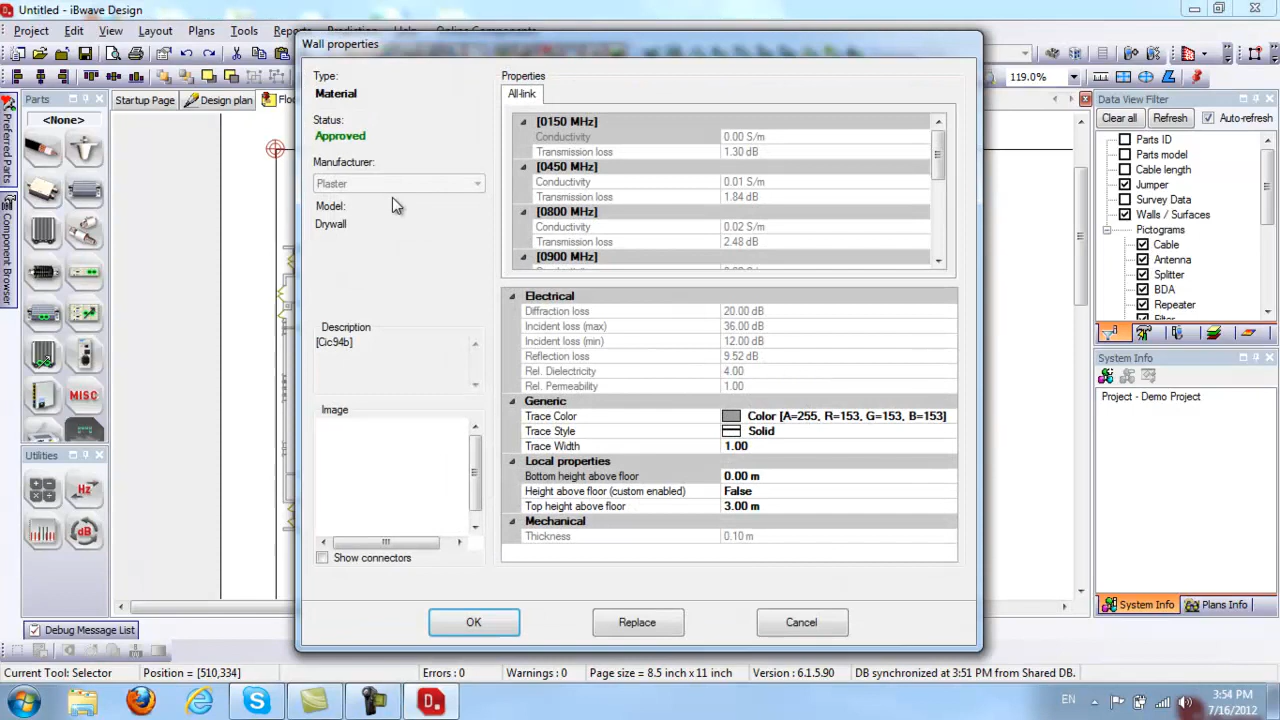 Untitled - iBwave Design
Project Edit View Layout Plans Tools Reports Prediction Help Online Components
Wall properties
119.0%
Parts
<None>
Startup Page
Design plan
Preferred Parts
Component Browser
MISC
Utilities
Hz
dB
Debug Message List
Type:
Material
Status:
Approved
Manufacturer:
Plaster
Model:
Drywall
Description
[Cic94b]
Image
Show connectors
Properties
All-link
[0150 MHz]
Conductivity 0.00 S/m
Transmission loss 1.30 dB
[0450 MHz]
Conductivity 0.01 S/m
Transmission loss 1.84 dB
[0800 MHz]
Conductivity 0.02 S/m
Transmission loss 2.48 dB
[0900 MHz]
Electrical
Diffraction loss 20.00 dB
Incident loss (max) 36.00 dB
Incident loss (min) 12.00 dB
Reflection loss 9.52 dB
Rel. Dielectricity 4.00
Rel. Permeability 1.00
Generic
Trace Color Color [A=255, R=153, G=153, B=153]
Trace Style Solid
Trace Width 1.00
Local properties
Bottom height above floor 0.00 m
Height above floor (custom enabled) False
Top height above floor 3.00 m
Mechanical
Thickness 0.10 m
OK Replace Cancel
Data View Filter
Clear all Refresh Auto-refresh
Parts ID
Parts model
Cable length
Jumper
Survey Data
Walls / Surfaces
Pictograms
Cable
Antenna
Splitter
BDA
Repeater
System Info
Project - Demo Project
System Info Plans Info
Current Tool: Selector Position = [510,334] Errors : 0 Warnings : 0 Page size = 8.5 inch x 11 inch Version : 6.1.5.90 DB synchronized at 3:51 PM from Shared DB.
EN
3:54 PM
7/16/2012